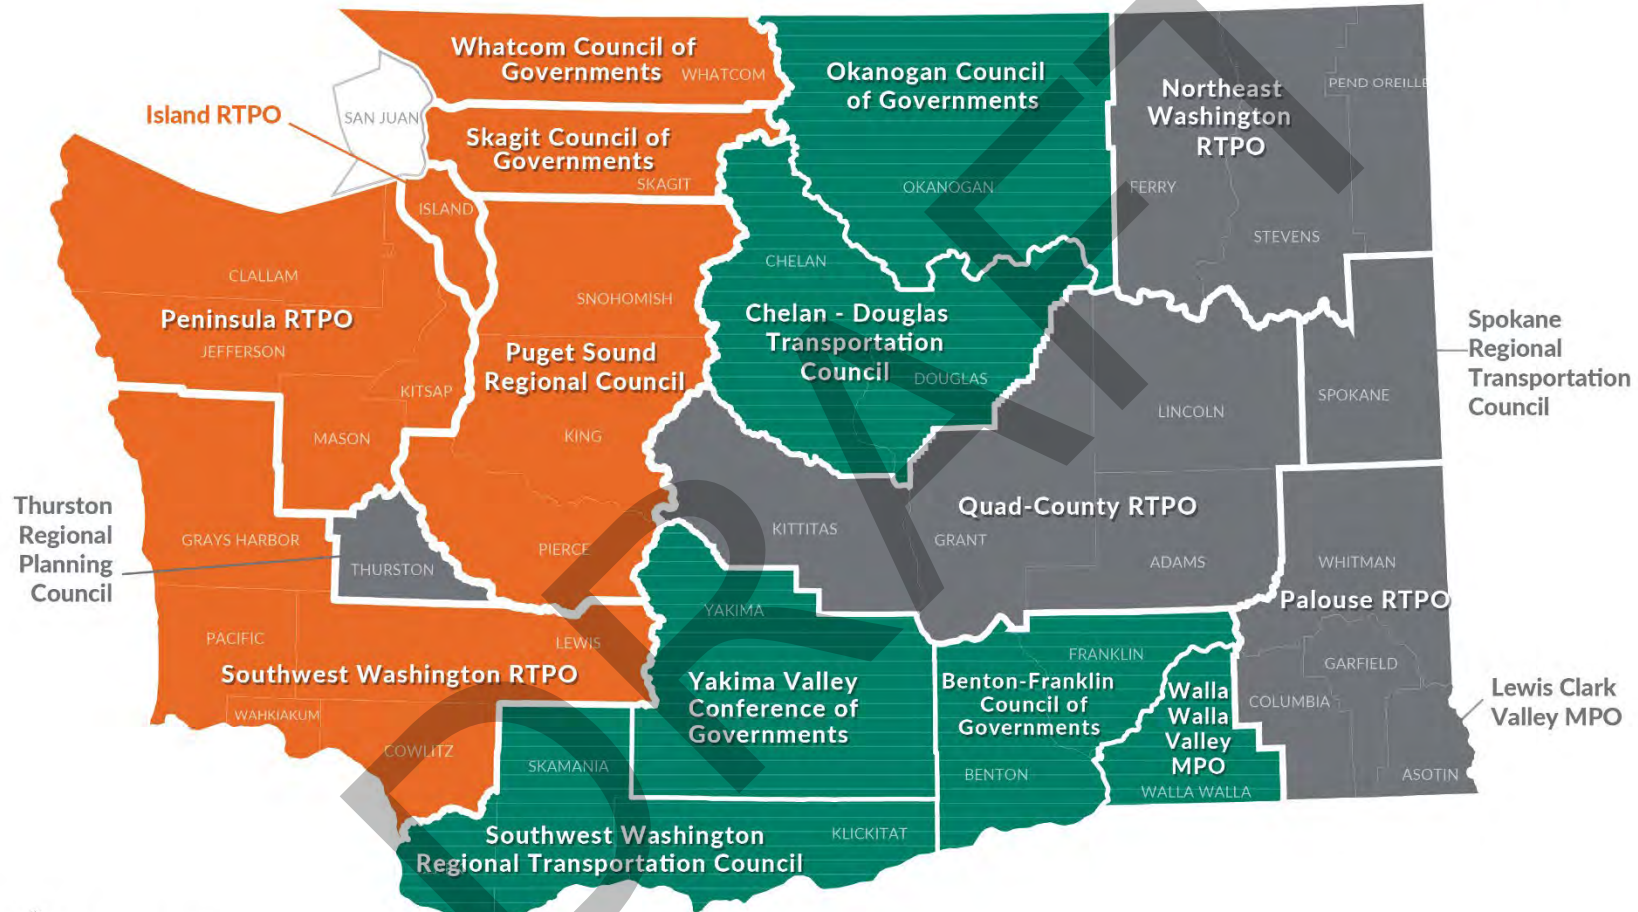 Whatcom Council of
Governments
WHATCOM
Okanogan Council
of Governments
Northeast
Washington
RTPO
PEND OREILLE
Island RTPO
SAN JUAN
Skagit Council of
Governments
SKAGIT
OKANOGAN
FERRY
ISLAND
STEVENS
CLALLAM
CHELAN
SNOHOMISH
Peninsula RTPO
Chelan - Douglas
Transportation
Council
DOUGLAS
Spokane
Regional
Transportation
Council
JEFFERSON
Puget Sound
Regional Council
KITSAP
SPOKANE
LINCOLN
MASON
KING
Thurston
Regional
Planning
Council
Quad-County RTPO
GRAYS HARBOR
KITTITAS
GRANT
PIERCE
ADAMS
WHITMAN
THURSTON
Palouse RTPO
YAKIMA
PACIFIC
LEWIS
FRANKLIN
GARFIELD
Southwest Washington RTPO
Yakima Valley
Conference of
Governments
Benton-Franklin
Council of
Governments
Walla
Walla
Valley
MPO
COLUMBIA
Lewis Clark
Valley MPO
WAHKIAKUM
COWLITZ
SKAMANIA
BENTON
ASOTIN
WALLA WALLA
Southwest Washington
Regional Transportation Council
KLICKITAT
DRAFT